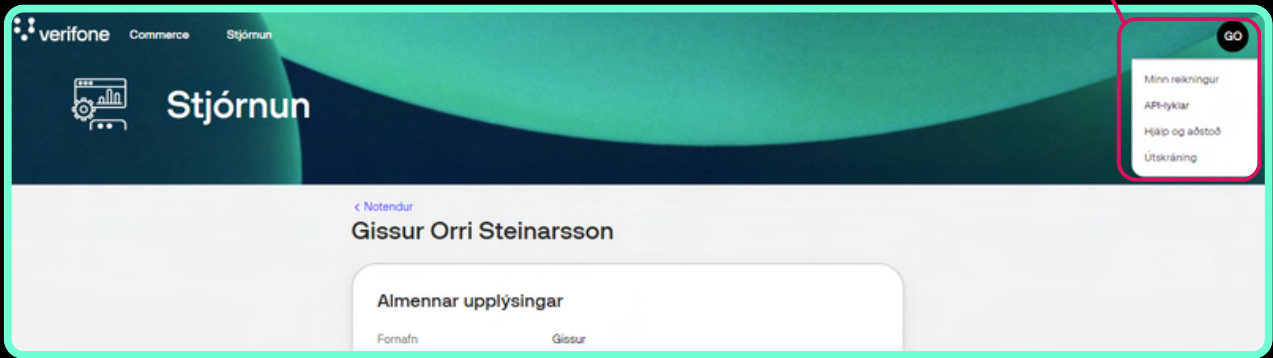 verifone Commerce Stjórnun GO
Stjórnun
Minn reikningur
API-lyklar
Hjálp og aðstoð
Útskráning
< Notendur
Gissur Orri Steinarsson
Almennar upplýsingar
Fornafn Gissur